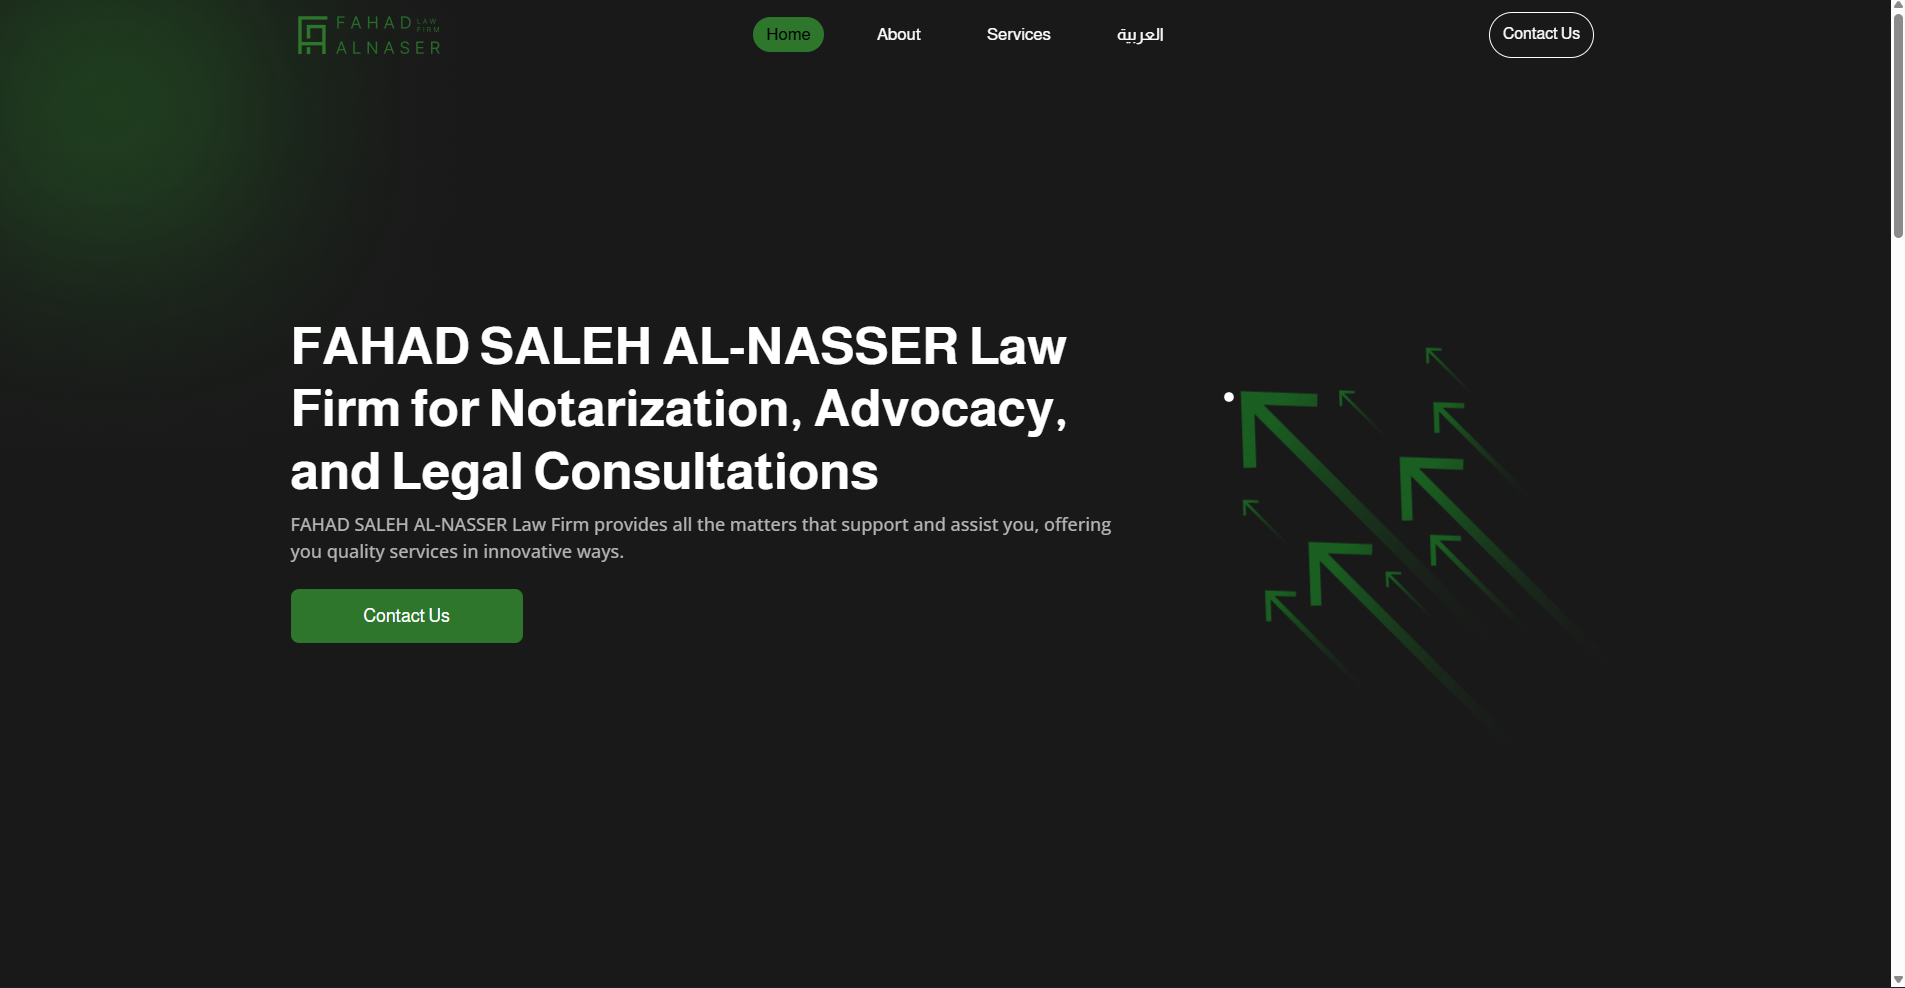 FAHAD LAW FIRM
ALNASER
Home
About
Services
العربية
Contact Us
FAHAD SALEH AL-NASSER Law
Firm for Notarization, Advocacy,
and Legal Consultations
FAHAD SALEH AL-NASSER Law Firm provides all the matters that support and assist you, offering
you quality services in innovative ways.
Contact Us